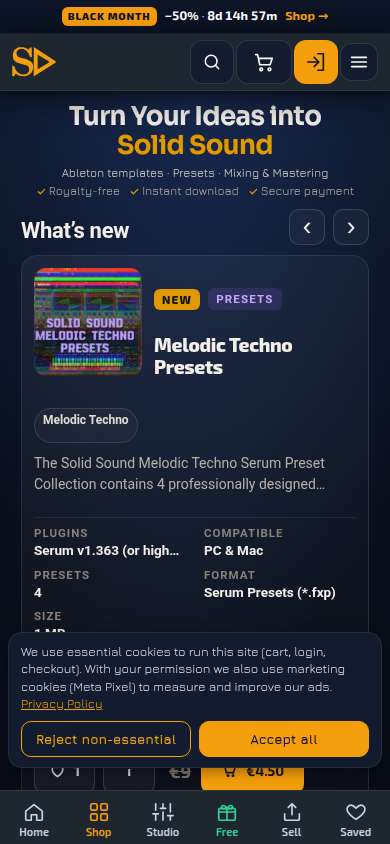 BLACK MONTH −50% · 8d 14h 57m Shop →
Turn Your Ideas into
Solid Sound
Ableton templates · Presets · Mixing & Mastering
✓ Royalty-free ✓ Instant download ✓ Secure payment
What's new
NEW PRESETS
SOLID SOUND
MELODIC TECHNO
PRESETS
Melodic Techno
Presets
Melodic Techno
The Solid Sound Melodic Techno Serum Preset
Collection contains 4 professionally designed…
PLUGINS COMPATIBLE
Serum v1.363 (or high… PC & Mac
PRESETS FORMAT
4 Serum Presets (*.fxp)
SIZE
We use essential cookies to run this site (cart, login,
checkout). With your permission we also use marketing
cookies (Meta Pixel) to measure and improve our ads.
Privacy Policy
Reject non-essential Accept all
€9 €4.50
Home Shop Studio Free Sell Saved